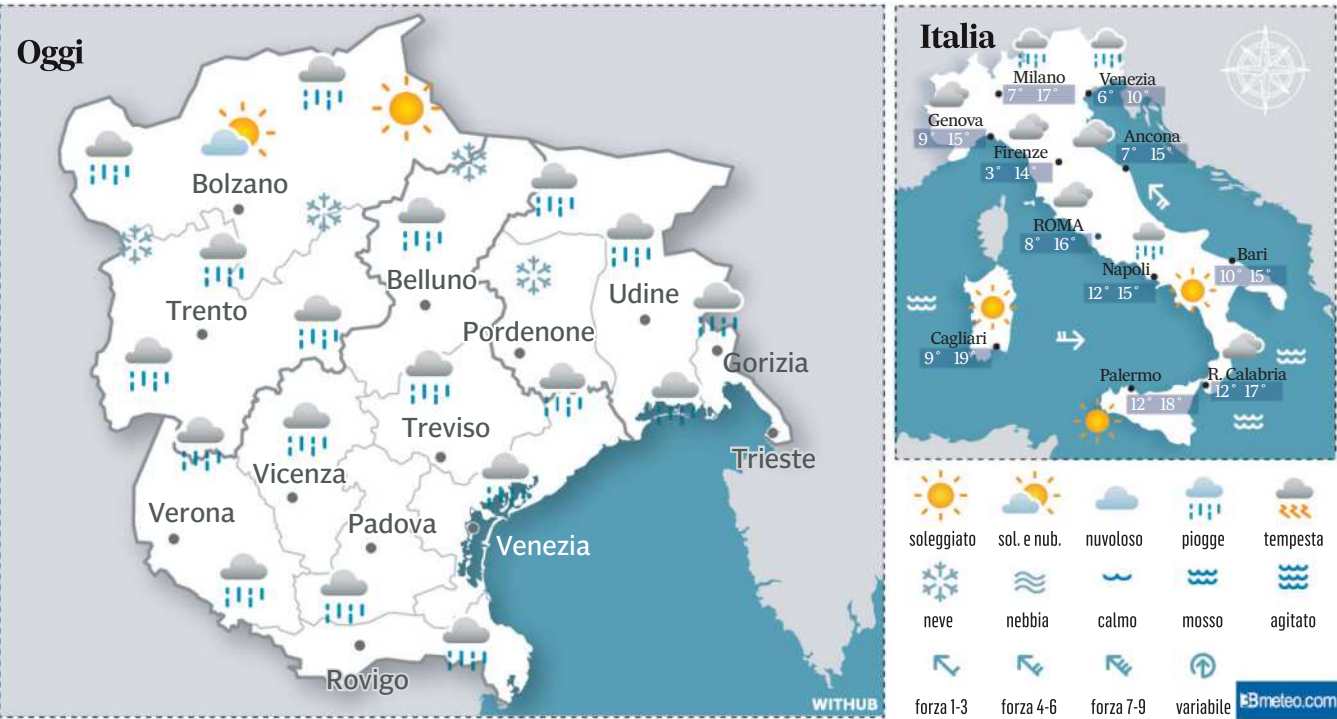 Oggi
Bolzano
Trento
Belluno
Pordenone
Udine
Gorizia
Trieste
Treviso
Vicenza
Verona
Padova
Venezia
Rovigo
WITHUB
Italia
Milano
7° 17°
Venezia
6° 10°
Genova
9° 15°
Firenze
3° 14°
Ancona
7° 15°
ROMA
8° 16°
Napoli
12° 15°
Bari
10° 15°
Cagliari
9° 19°
Palermo
12° 18°
R. Calabria
12° 17°
soleggiato sol. e nub. nuvoloso piogge tempesta
neve nebbia calmo mosso agitato
forza 1-3 forza 4-6 forza 7-9 variabile
3Bmeteo.com